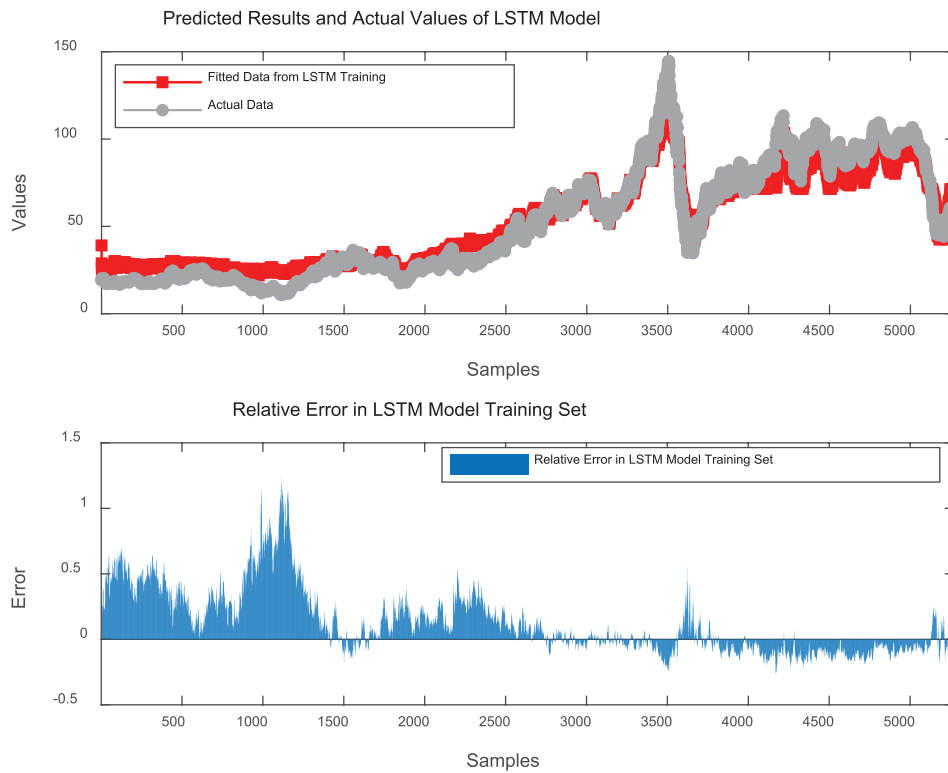 Predicted Results and Actual Values of LSTM Model
150
100
50
0
Values
Fitted Data from LSTM Training
Actual Data
500 1000 1500 2000 2500 3000 3500 4000 4500 5000
Samples
Relative Error in LSTM Model Training Set
1.5
1
0.5
0
-0.5
Error
Relative Error in LSTM Model Training Set
500 1000 1500 2000 2500 3000 3500 4000 4500 5000
Samples